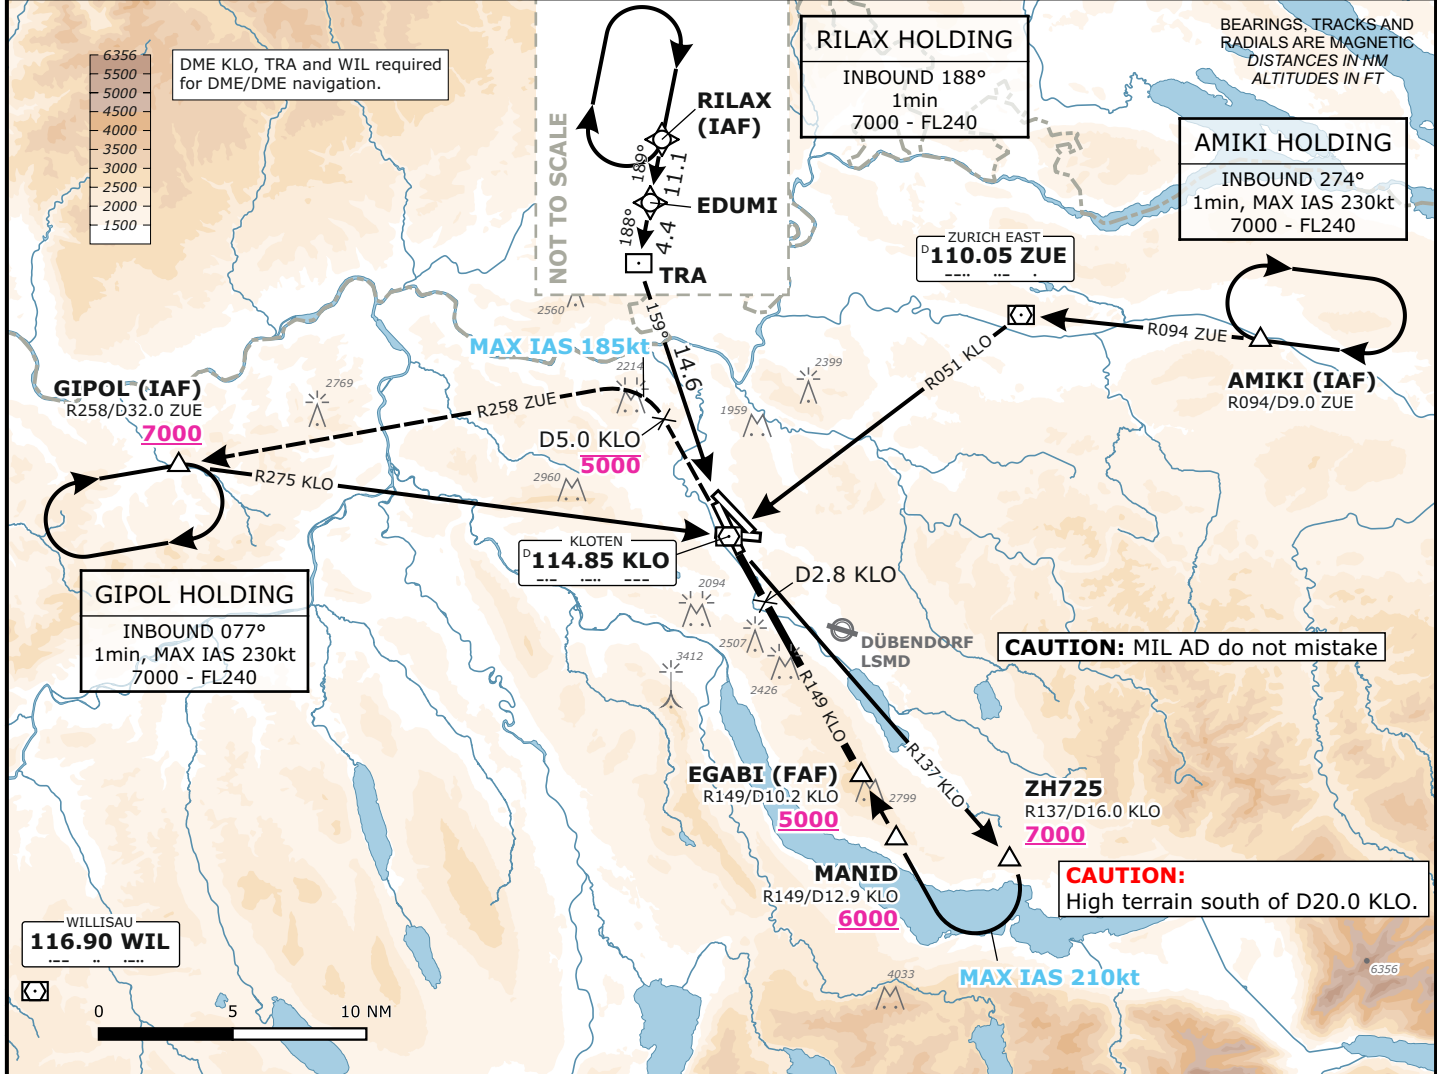 6356
5500
5000
4500
4000
3500
3000
2500
2000
1500
DME KLO, TRA and WIL required
for DME/DME navigation.
NOT TO SCALE
RILAX
(IAF)
189°
11.1
EDUMI
188°
4.4
TRA
RILAX HOLDING
INBOUND 188°
1min
7000 - FL240
BEARINGS, TRACKS AND
RADIALS ARE MAGNETIC
DISTANCES IN NM
ALTITUDES IN FT
AMIKI HOLDING
INBOUND 274°
1min, MAX IAS 230kt
7000 - FL240
ZURICH EAST
D 110.05 ZUE
R094 ZUE
AMIKI (IAF)
R094/D9.0 ZUE
R051 KLO
2560
159°
14.6
MAX IAS 185kt
2214
2399
1959
2769
GIPOL (IAF)
R258/D32.0 ZUE
7000
R258 ZUE
D5.0 KLO
5000
R275 KLO
2960
KLOTEN
D 114.85 KLO
GIPOL HOLDING
INBOUND 077°
1min, MAX IAS 230kt
7000 - FL240
2094
D2.8 KLO
2507
3412
2426
DÜBENDORF
LSMD
CAUTION: MIL AD do not mistake
R149 KLO
R137 KLO
EGABI (FAF)
R149/D10.2 KLO
5000
2799
ZH725
R137/D16.0 KLO
7000
MANID
R149/D12.9 KLO
6000
CAUTION:
High terrain south of D20.0 KLO.
MAX IAS 210kt
4033
6356
WILLISAU
116.90 WIL
0 5 10 NM